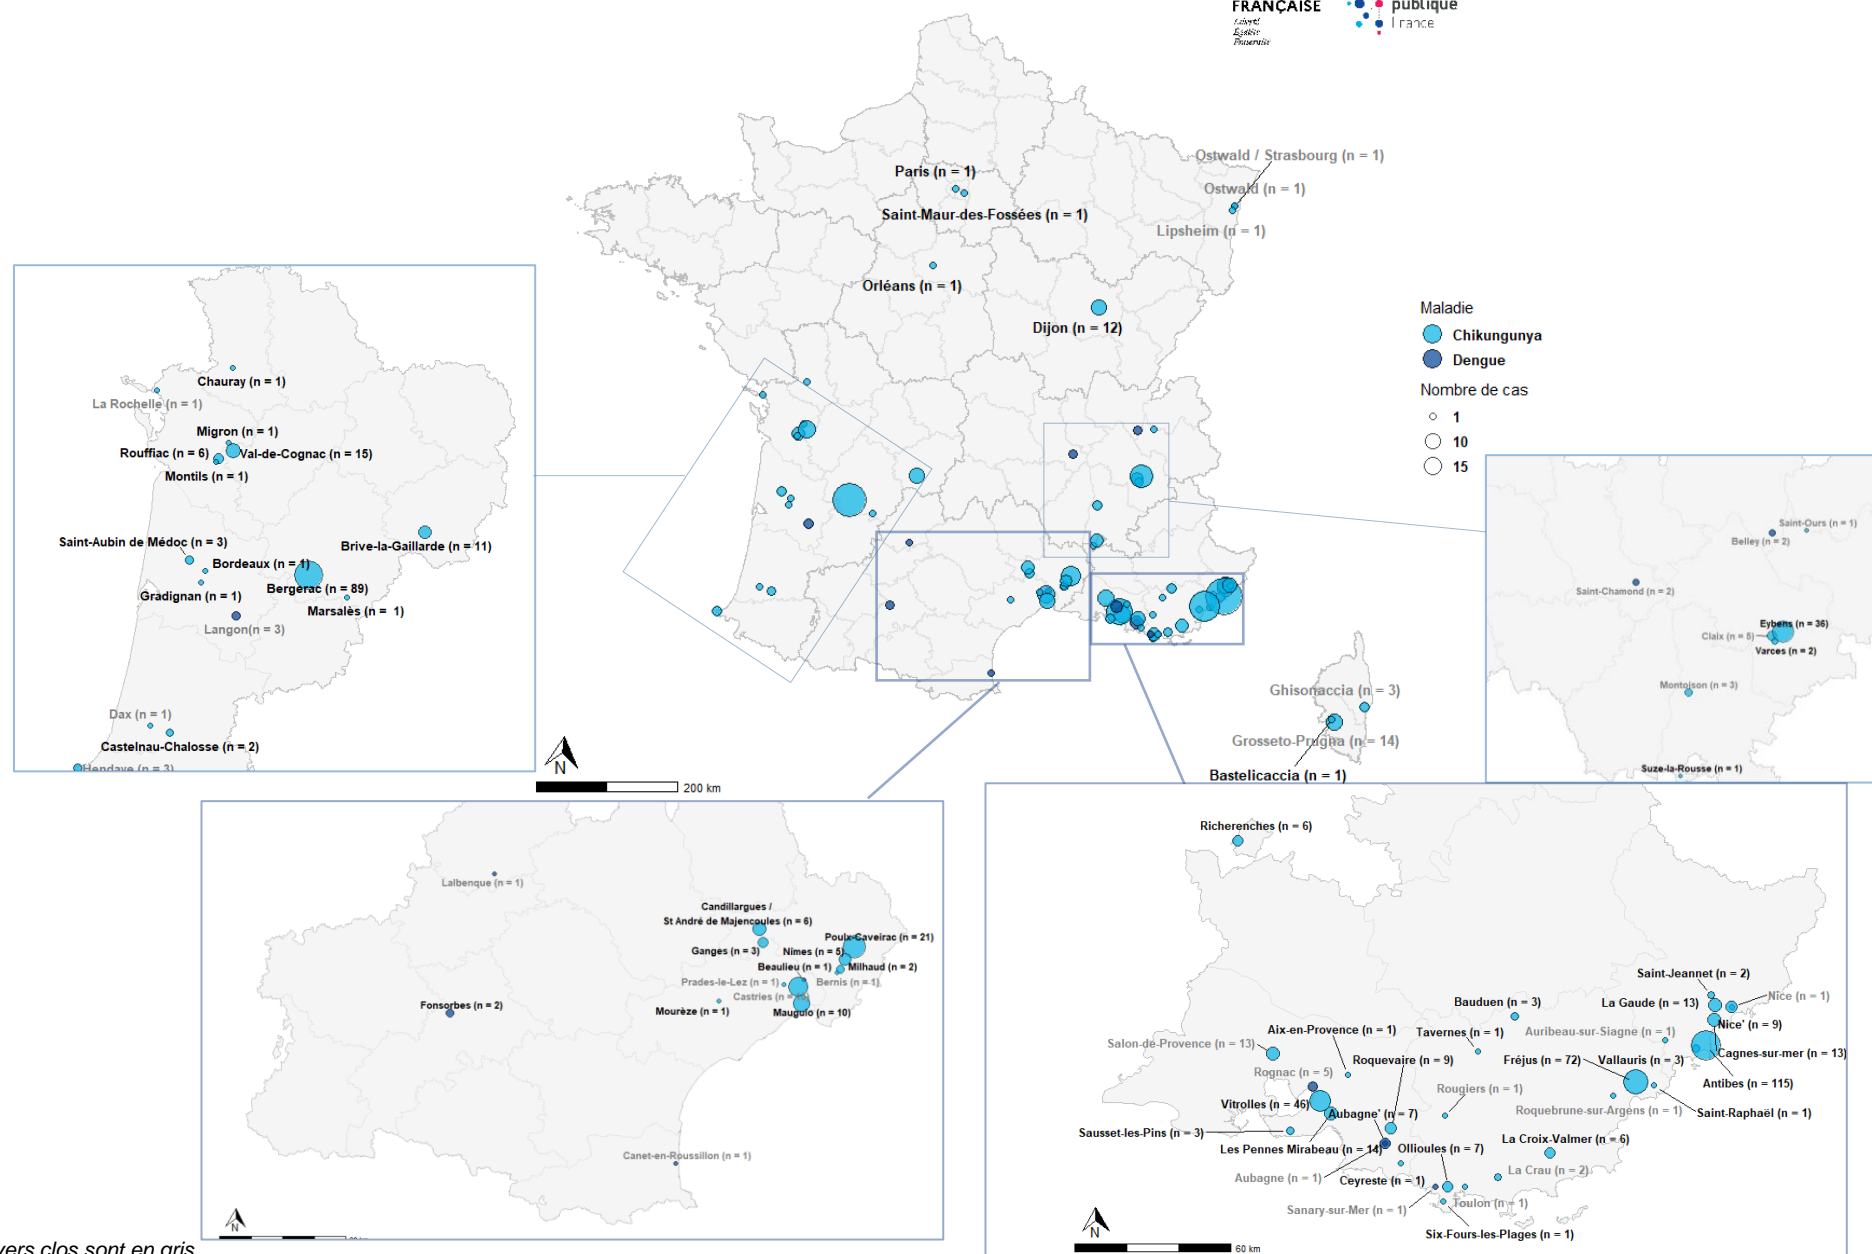 FRANÇAISE
Liberté
Égalité
Fraternité
publique
France
Ostwald / Strasbourg (n = 1)
Paris (n = 1)
Ostwald (n = 1)
Saint-Maur-des-Fossées (n = 1)
Lipsheim (n = 1)
Orléans (n = 1)
Dijon (n = 12)
Maladie
Chikungunya
Dengue
Nombre de cas
1
10
15
Chauray (n = 1)
La Rochelle (n = 1)
Migron (n = 1)
Rouffiac (n = 6)
Val-de-Cognac (n = 15)
Montils (n = 1)
Saint-Aubin de Médoc (n = 3)
Brive-la-Gaillarde (n = 11)
Bordeaux (n = 1)
Bergerac (n = 89)
Gradignan (n = 1)
Marsalès (n = 1)
Langon(n = 3)
Dax (n = 1)
Castelnau-Chalosse (n = 2)
Hendaye (n = 3)
N
200 km
Ghisonaccia (n = 3)
Grosseto-Prugna (n = 14)
Bastelicaccia (n = 1)
Saint-Ours (n = 1)
Belley (n = 2)
Saint-Chamond (n = 2)
Eybens (n = 36)
Claix (n = 5)
Varces (n = 2)
Montoison (n = 3)
Suze-la-Rousse (n = 1)
Lalbenque (n = 1)
Candillargues /
St André de Majencoules (n = 6)
Poulx-Caveirac (n = 21)
Ganges (n = 3)
Nîmes (n = 5)
Beaulieu (n = 1)
Milhaud (n = 2)
Prades-le-Lez (n = 1)
Bernis (n = 1)
Castries (n =
Fonsorbes (n = 2)
Mourèze (n = 1)
Mauguio (n = 10)
Canet-en-Roussillon (n = 1)
N
Richerenches (n = 6)
Saint-Jeannet (n = 2)
Nice (n = 1)
Bauduen (n = 3)
La Gaude (n = 13)
Aix-en-Provence (n = 1)
Tavernes (n = 1)
Auribeau-sur-Siagne (n = 1)
Nice' (n = 9)
Salon-de-Provence (n = 13)
Roquevaire (n = 9)
Fréjus (n = 72)
Vallauris (n = 3)
Cagnes-sur-mer (n = 13)
Rognac (n = 5)
Rougiers (n = 1)
Antibes (n = 115)
Vitrolles (n = 46)
Aubagne' (n = 7)
Roquebrune-sur-Argens (n = 1)
Saint-Raphaël (n = 1)
Sausset-les-Pins (n = 3)
Les Pennes Mirabeau (n = 14)
Ollioules (n = 7)
La Croix-Valmer (n = 6)
Aubagne (n = 1)
Ceyreste (n = 1)
La Crau (n = 2)
Sanary-sur-Mer (n = 1)
Toulon (n = 1)
Six-Fours-les-Plages (n = 1)
N
60 km
vers clos sont en gris